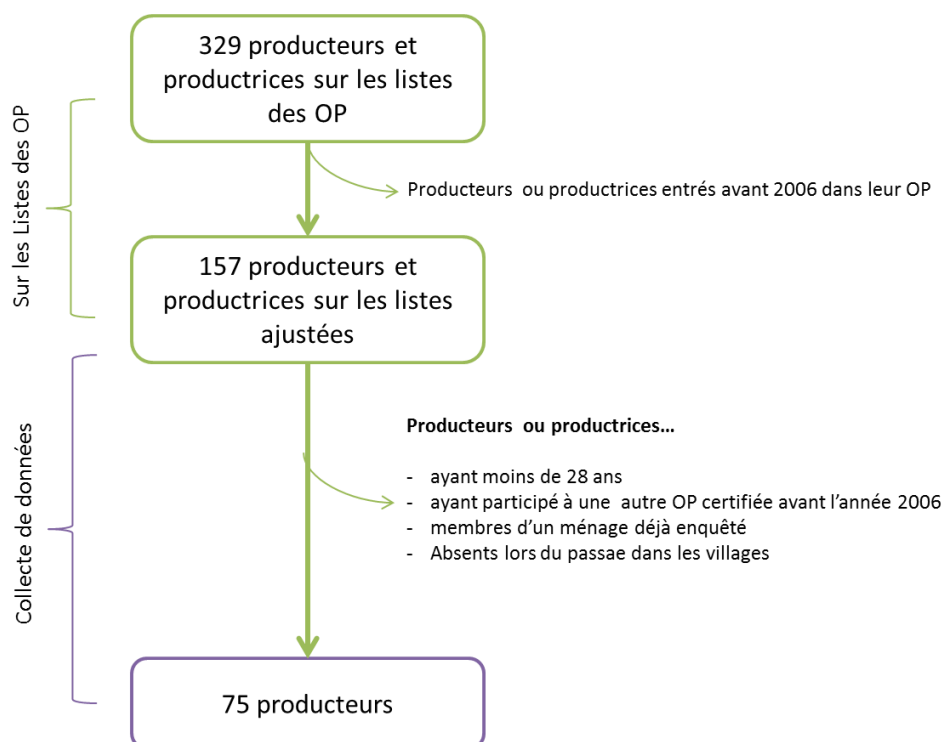 329 producteurs et
productrices sur les listes
des OP
Sur les Listes des OP
Producteurs ou productrices entrés avant 2006 dans leur OP
157 producteurs et
productrices sur les listes
ajustées
Collecte de données
Producteurs ou productrices...
- ayant moins de 28 ans
- ayant participé à une autre OP certifiée avant l’année 2006
- membres d’un ménage déjà enquêté
- Absents lors du passae dans les villages
75 producteurs